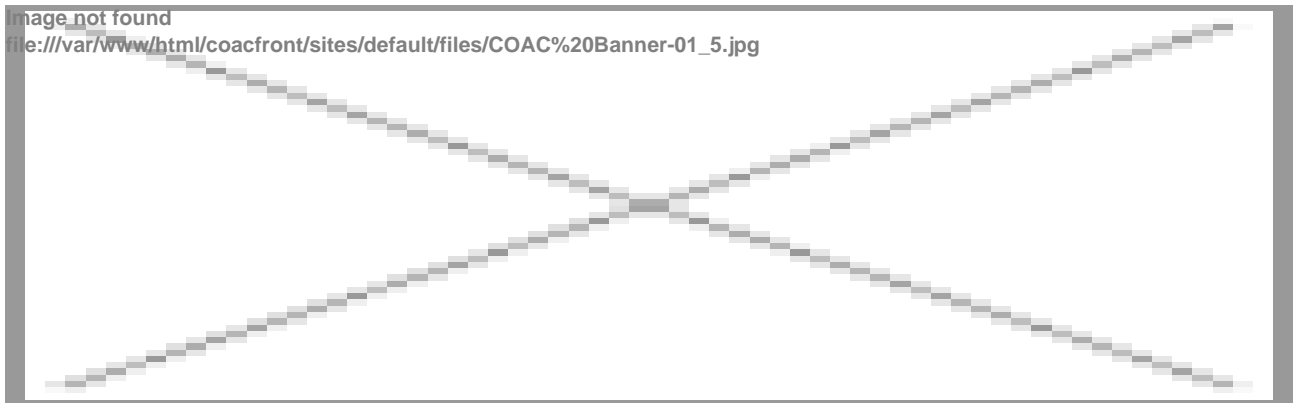 Image not found
file:///var/www/html/coacfront/sites/default/files/COAC%20Banner-01_5.jpg